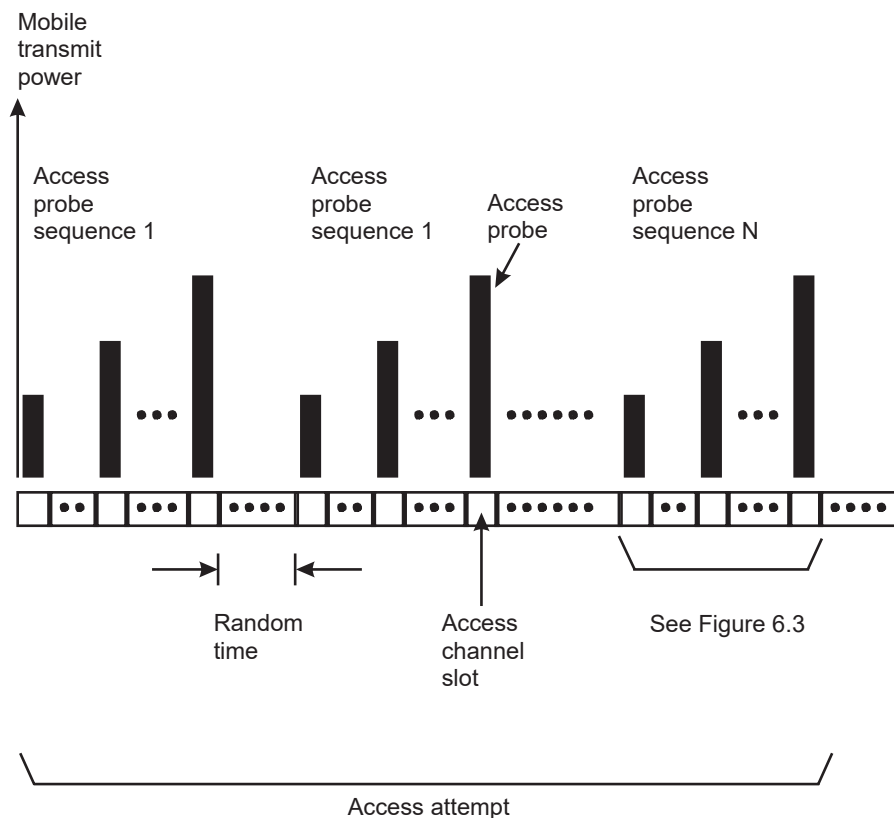 Mobile
transmit
power
Access
probe
sequence 1
Access
probe
sequence 1
Access
probe
Access
probe
sequence N
Random
time
Access
channel
slot
See Figure 6.3
Access attempt